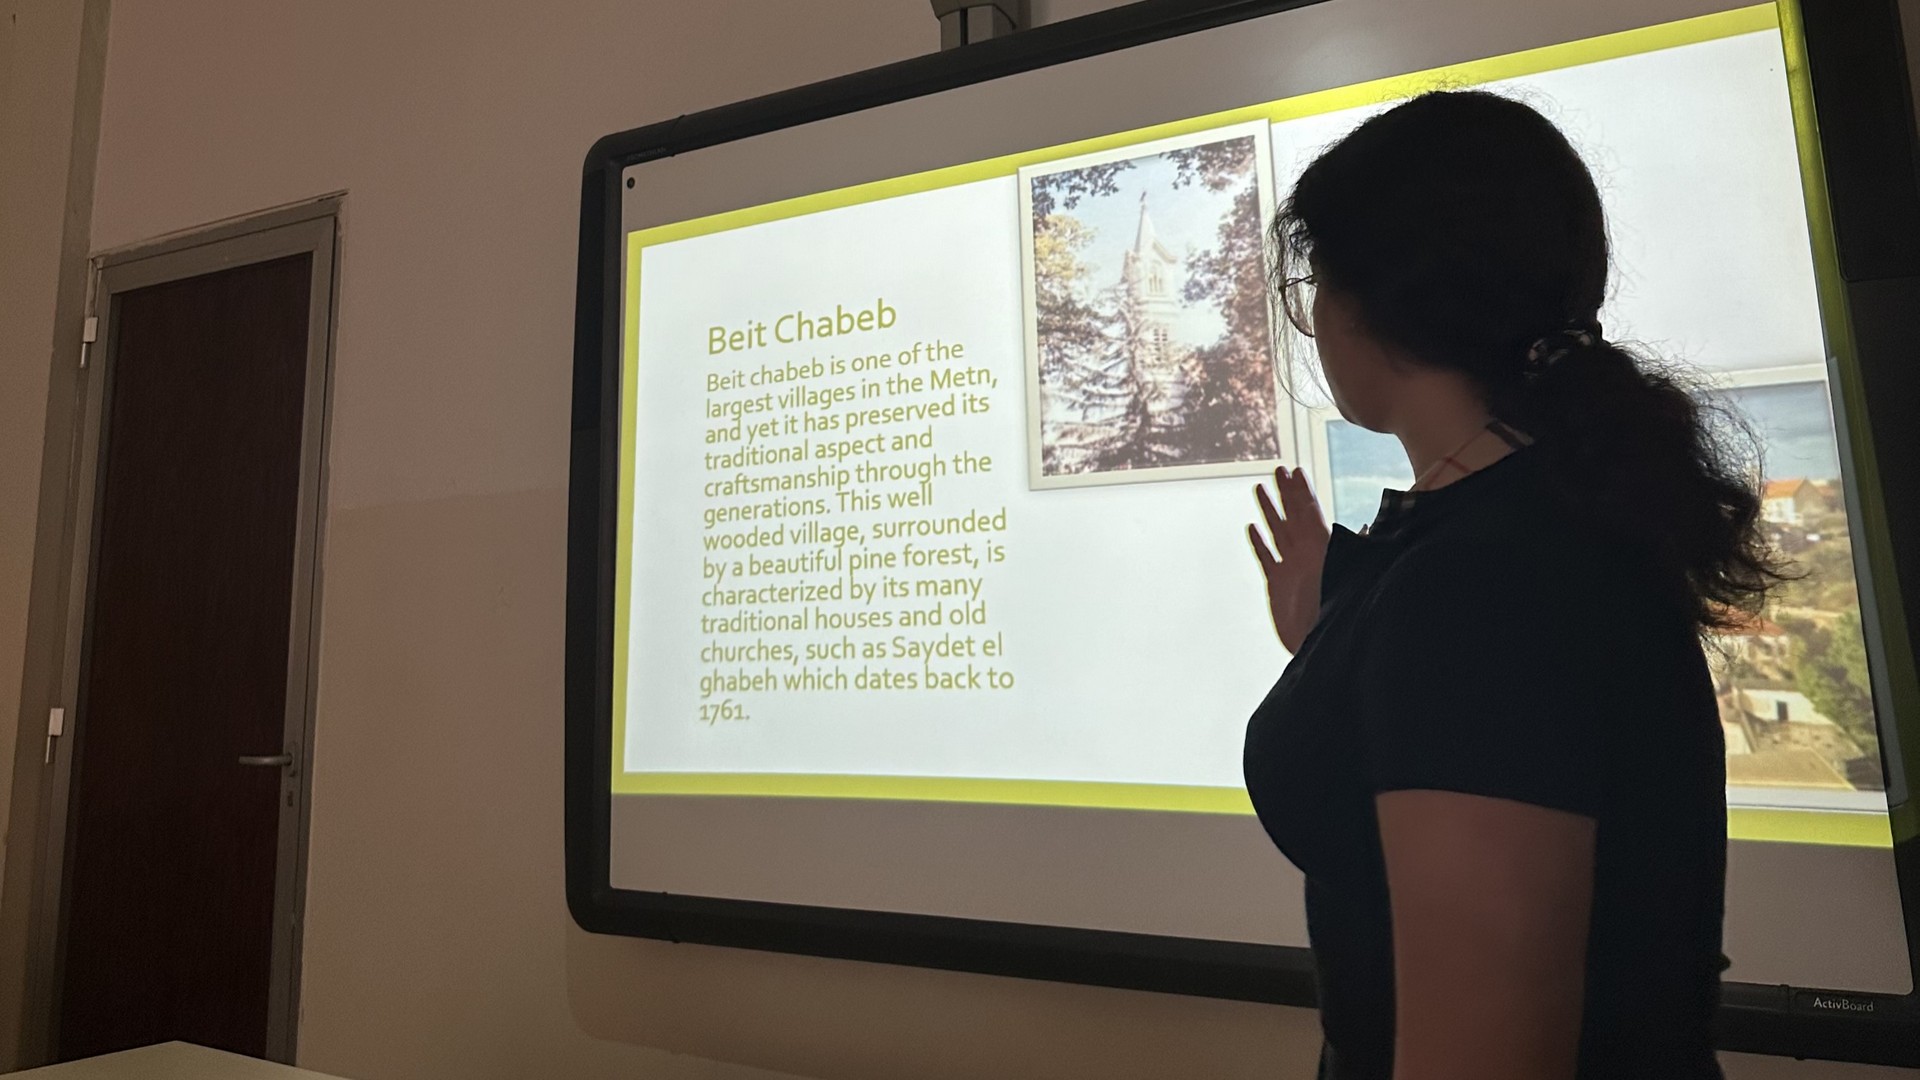 Beit Chabeb
Beit chabeb is one of the
largest villages in the Metn,
and yet it has preserved its
traditional aspect and
craftsmanship through the
generations. This well
wooded village, surrounded
by a beautiful pine forest, is
characterized by its many
traditional houses and old
churches, such as Saydet el
ghabeh which dates back to
1761.
ActivBoard